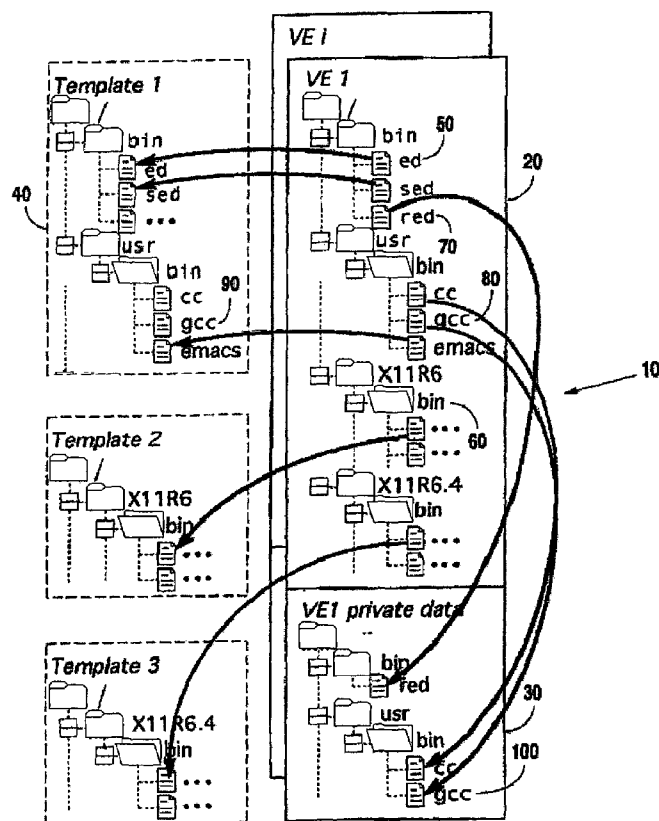 VE i
Template 1
bin
ed
sed
•••
usr
bin
cc
gcc
emacs
40
90
Template 2
X11R6
bin
•••
•••
Template 3
X11R6.4
bin
•••
•••
VE 1
bin
ed
sed
red
usr
bin
cc
gcc
emacs
X11R6
bin
•••
•••
X11R6.4
bin
•••
•••
50
20
70
80
10
60
VE1 private data
bin
red
usr
bin
cc
gcc
30
100